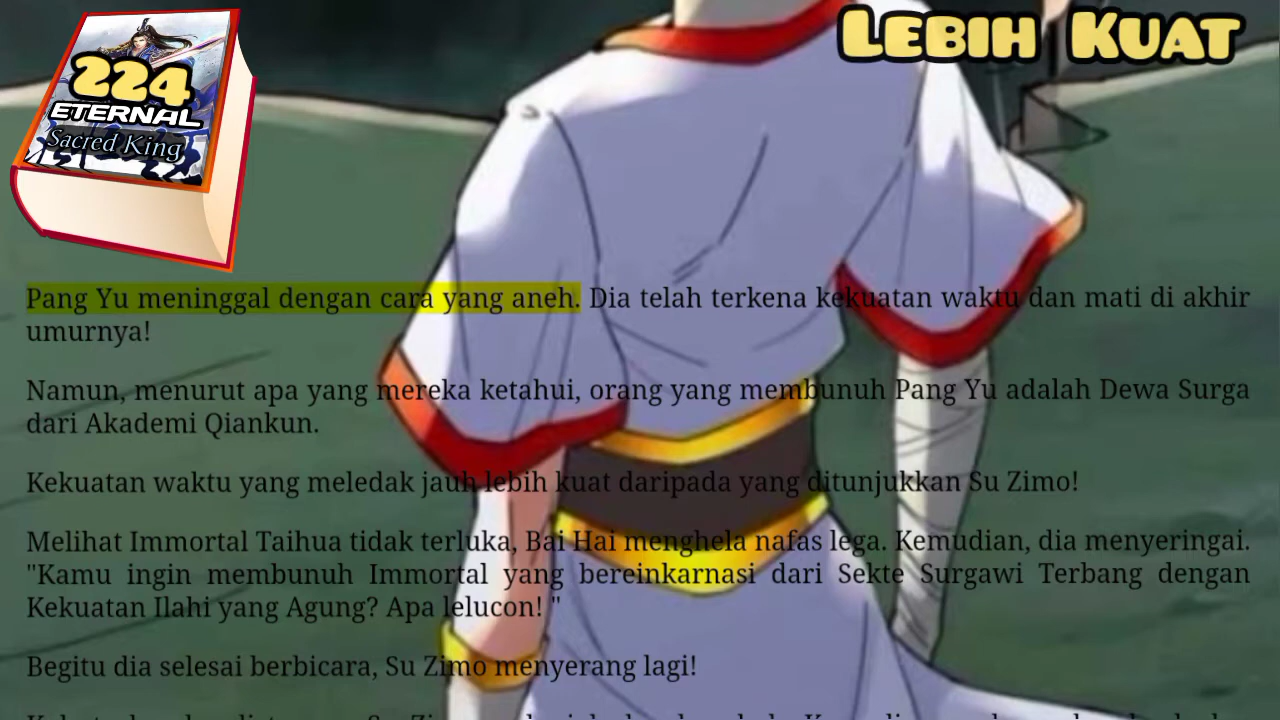 LEBIH KUAT
224
ETERNAL
Sacred King
Pang Yu meninggal dengan cara yang aneh. Dia telah terkena kekuatan waktu dan mati di akhir
umurnya!
Namun, menurut apa yang mereka ketahui, orang yang membunuh Pang Yu adalah Dewa Surga
dari Akademi Qiankun.
Kekuatan waktu yang meledak jauh lebih kuat daripada yang ditunjukkan Su Zimo!
Melihat Immortal Taihua tidak terluka, Bai Hai menghela nafas lega. Kemudian, dia menyeringai.
"Kamu ingin membunuh Immortal yang bereinkarnasi dari Sekte Surgawi Terbang dengan
Kekuatan Ilahi yang Agung? Apa lelucon! "
Begitu dia selesai berbicara, Su Zimo menyerang lagi!